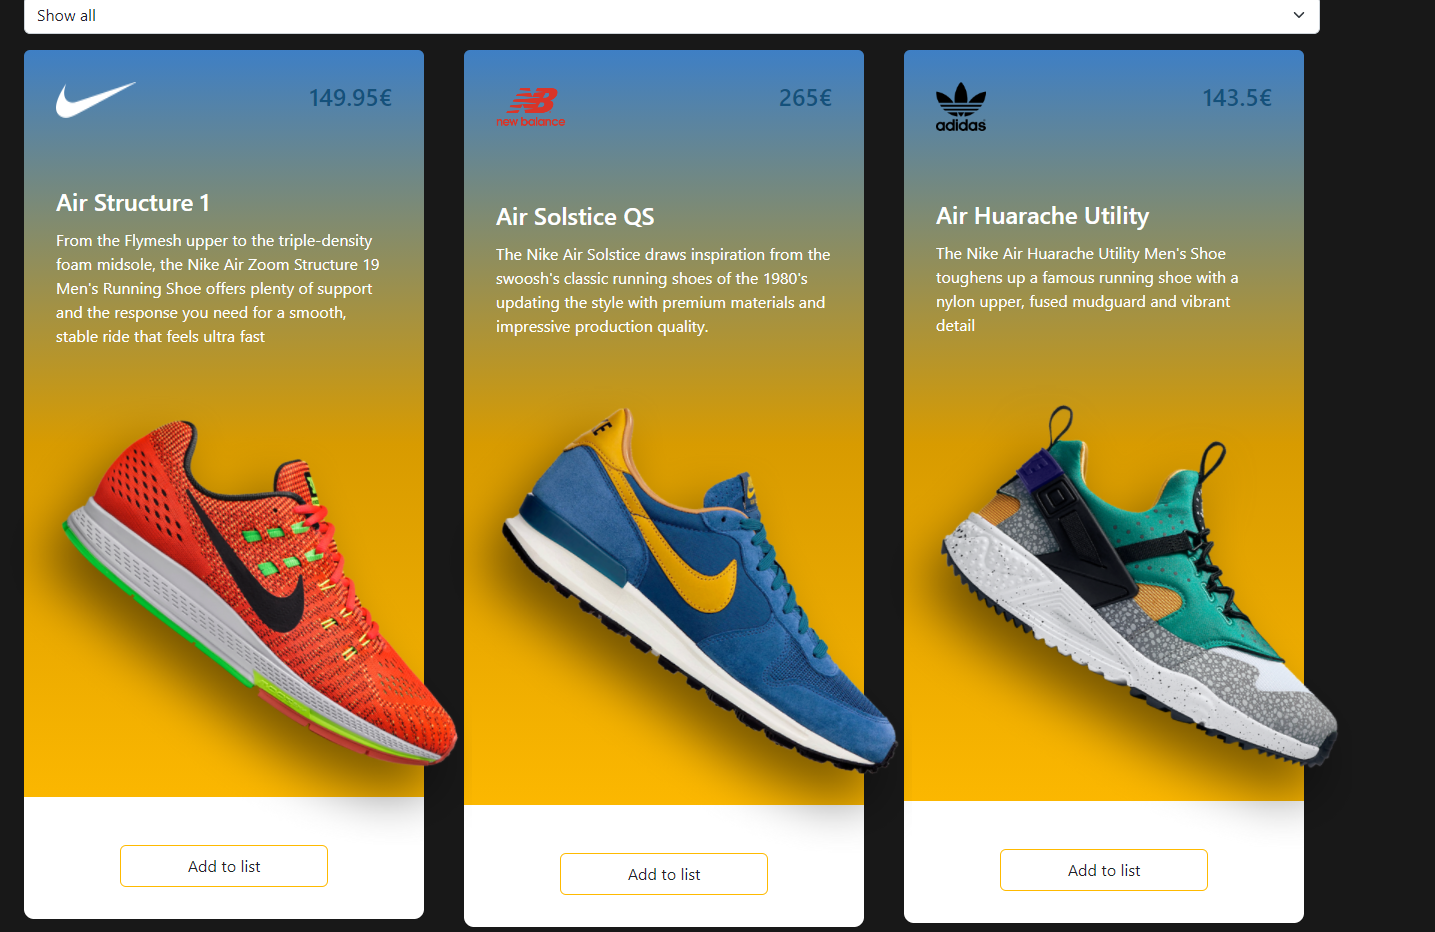 Show all
149.95€
Air Structure 1
From the Flymesh upper to the triple-density
foam midsole, the Nike Air Zoom Structure 19
Men's Running Shoe offers plenty of support
and the response you need for a smooth,
stable ride that feels ultra fast
Add to list
new balance
265€
Air Solstice QS
The Nike Air Solstice draws inspiration from the
swoosh's classic running shoes of the 1980's
updating the style with premium materials and
impressive production quality.
Add to list
adidas
143.5€
Air Huarache Utility
The Nike Air Huarache Utility Men's Shoe
toughens up a famous running shoe with a
nylon upper, fused mudguard and vibrant
detail
Add to list